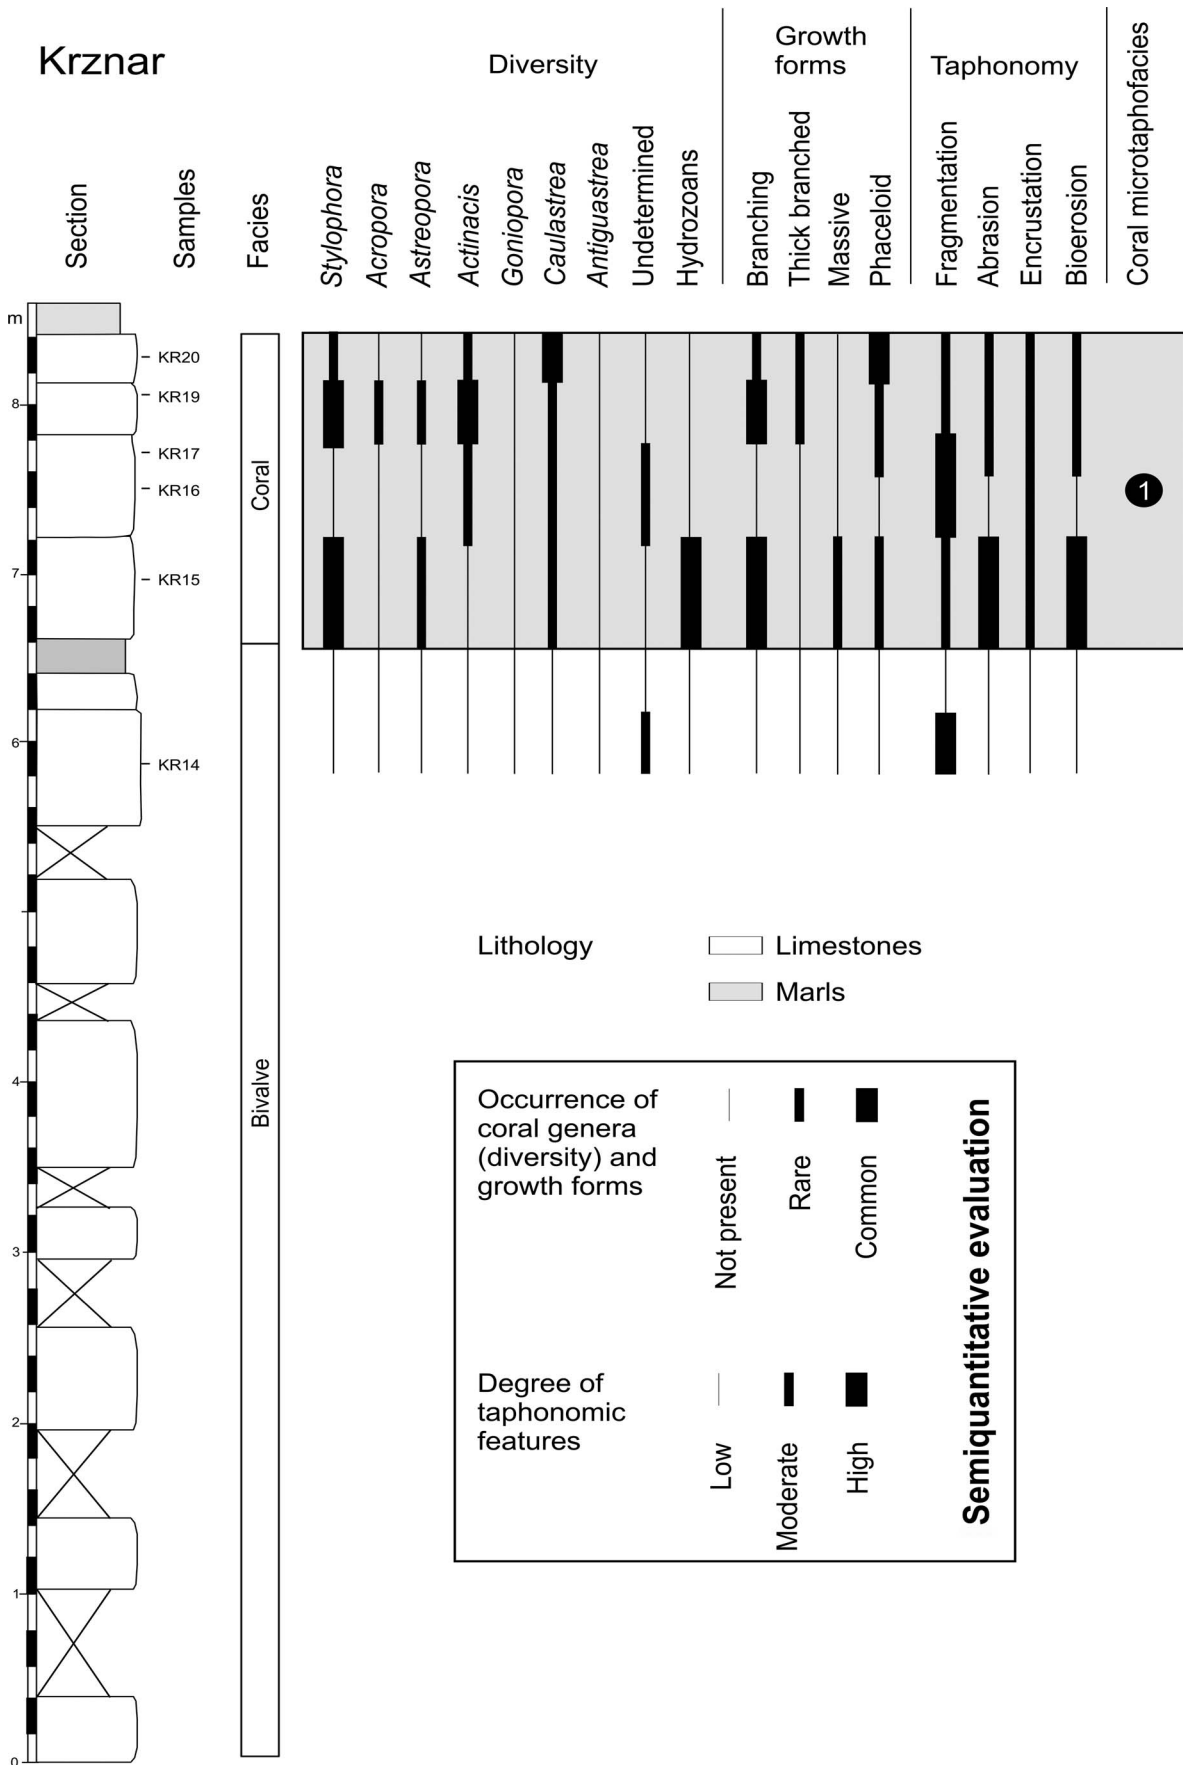 Krznar
Diversity
Growth
forms
Taphonomy
Section
Samples
Facies
Stylophora
Acropora
Astreopora
Actinacis
Goniopora
Caulastrea
Antiguastrea
Undetermined
Hydrozoans
Branching
Thick branched
Massive
Phaceloid
Fragmentation
Abrasion
Encrustation
Bioerosion
Coral microtaphofacies
m
KR20
KR19
8
KR17
KR16
KR15
7
KR14
6
4
3
2
1
0
Coral
Bivalve
1
Lithology
Limestones
Marls
Occurrence of
coral genera
(diversity) and
growth forms
Not present
Rare
Common
Degree of
taphonomic
features
Low
Moderate
High
Semiquantitative evaluation